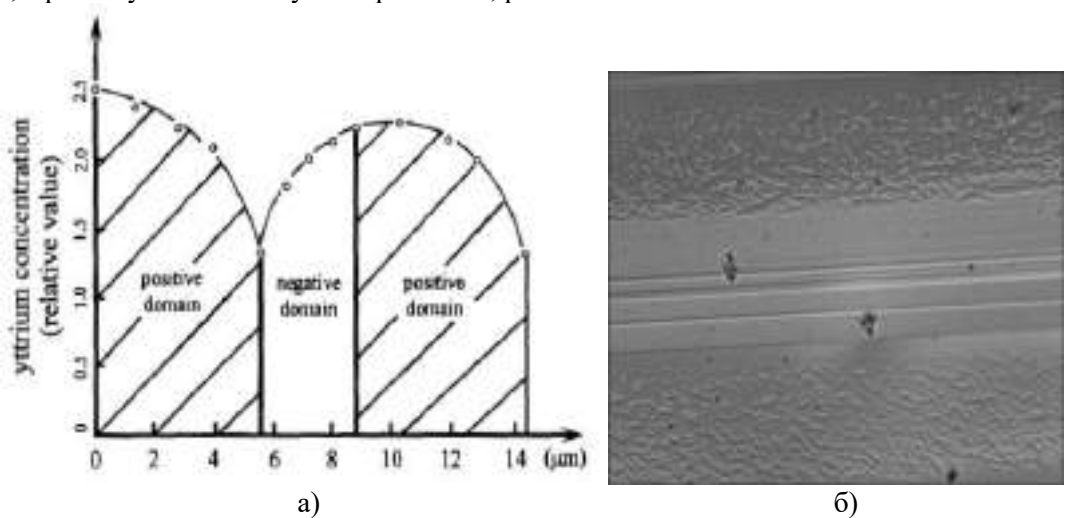 yttrium concentration
(relative value)
2.5
2.0
1.5
1.0
0.5
0
positive
domain
negative
domain
positive
domain
0 2 4 6 8 10 12 14 (μm)
а) б)